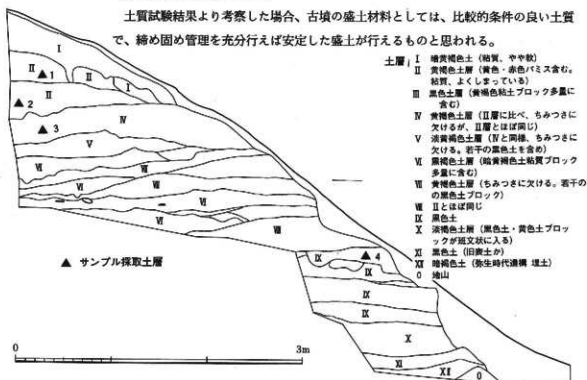 土質試験結果より考察した場合、古墳の盛土材料としては、比較的条件の良い土質
で、締め固め管理を充分行えば安定した盛土が行えるものと思われる。
土層
Ⅰ 暗黄褐色土（粘質、やや軟）
Ⅱ 黄褐色土層（黄色・赤色パミス含む。
粘質、よくしまっている）
Ⅲ 黒色土層（黄褐色粘土ブロック多量に
含む）
Ⅳ 黄褐色土層（Ⅱ層に比べ、ちみつさに
欠けるが、Ⅱ層とほぼ同じ）
Ⅴ 淡黄褐色土層（Ⅳと同様、ちみつさに
欠ける。若干の黒色土を含め）
Ⅵ 黒褐色土層（暗黄褐色土粘質ブロック
多量に含む）
Ⅶ 黄褐色土層（ちみつさに欠ける。若干の
の黒色土ブロック）
Ⅷ Ⅱとほぼ同じ
Ⅸ 黒色土
Ⅹ 淡褐色土層（黒色土・黄色土ブロッ
クが斑文状に入る）
Ⅺ 黒色土（旧表土か）
Ⅻ 暗褐色土（弥生時代遺構 埋土）
0 地山
Ⅰ
Ⅱ ▲1 Ⅱ Ⅰ
▲2 Ⅱ
▲3 Ⅳ
Ⅴ
Ⅵ Ⅶ
Ⅵ Ⅶ
Ⅵ Ⅷ
Ⅸ ▲4
Ⅸ
Ⅸ
Ⅸ
Ⅹ
Ⅺ
Ⅻ 0
▲ サンプル採取土層
0 3m